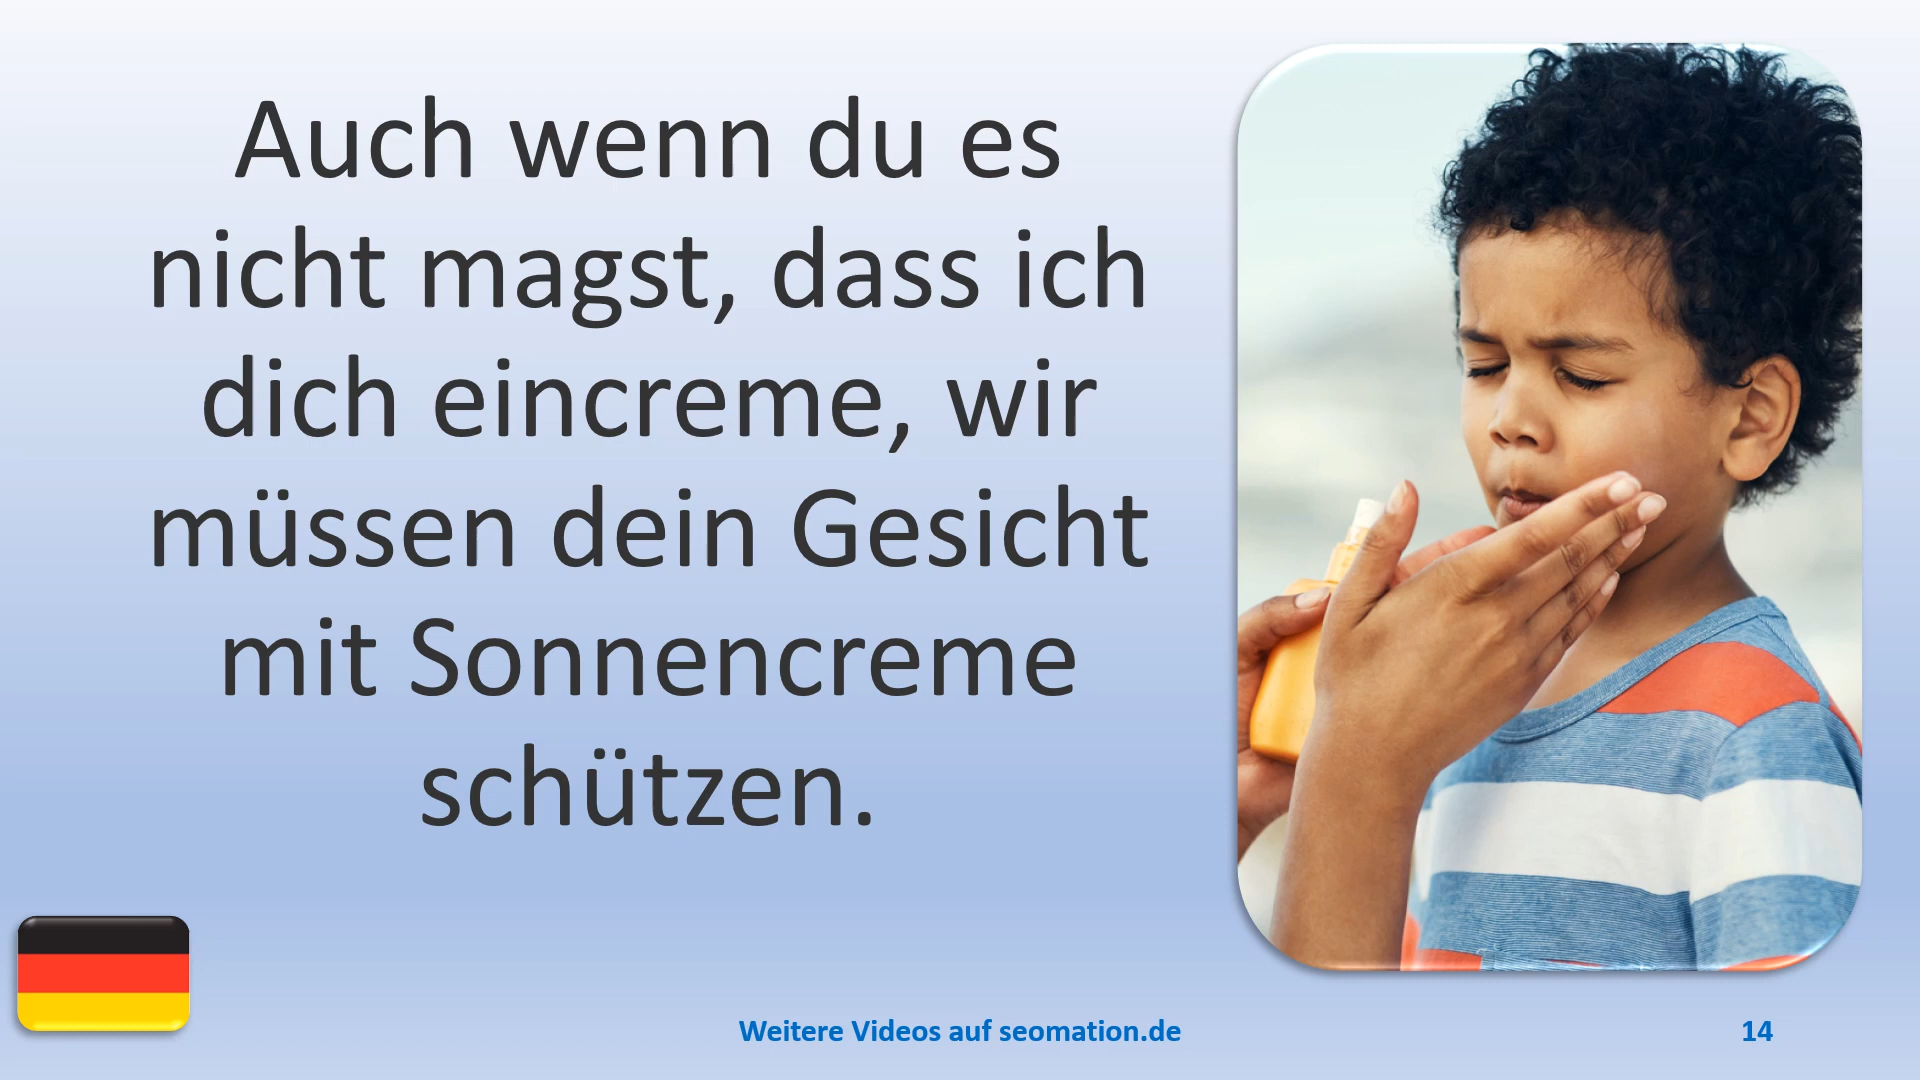 Auch wenn du es
nicht magst, dass ich
dich eincreme, wir
müssen dein Gesicht
mit Sonnencreme
schützen.
Weitere Videos auf seomation.de
14